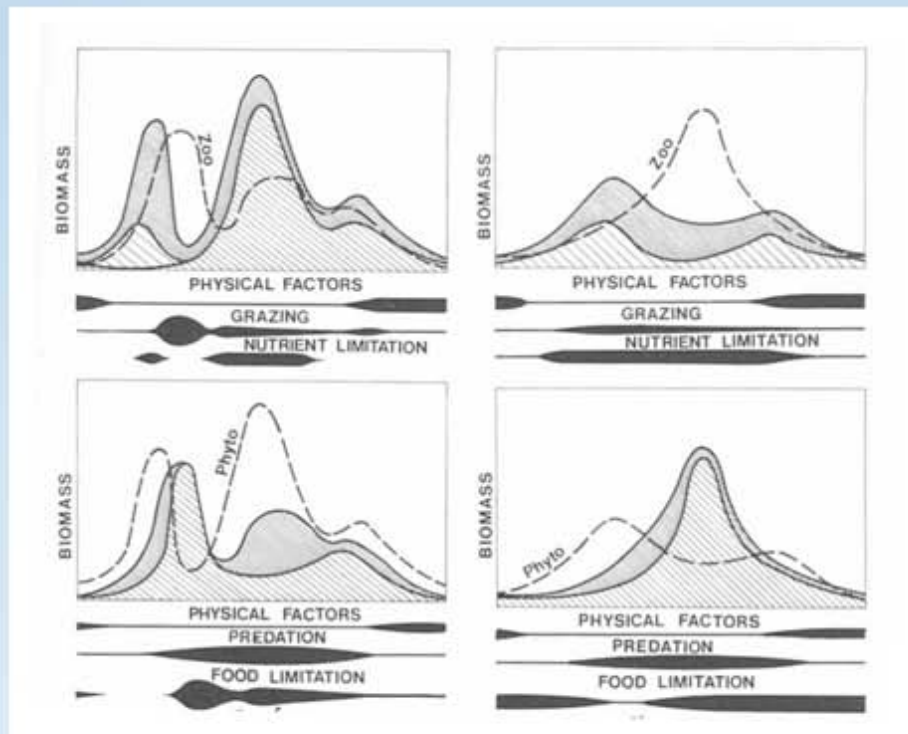 BIOMASS
Zoo
PHYSICAL FACTORS
GRAZING
NUTRIENT LIMITATION
BIOMASS
Zoo
PHYSICAL FACTORS
GRAZING
NUTRIENT LIMITATION
BIOMASS
Phyto
PHYSICAL FACTORS
PREDATION
FOOD LIMITATION
BIOMASS
Phyto
PHYSICAL FACTORS
PREDATION
FOOD LIMITATION